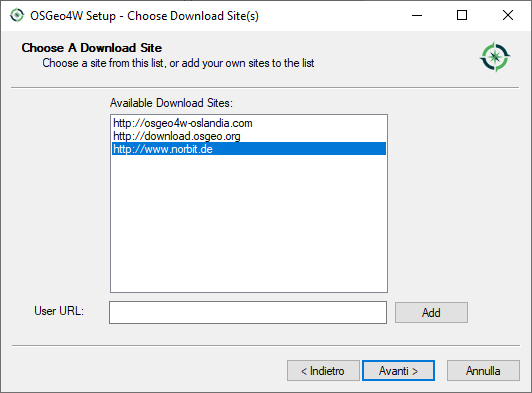 OSGeo4W Setup - Choose Download Site(s)
Choose A Download Site
Choose a site from this list, or add your own sites to the list
Available Download Sites:
http://osgeo4w-oslandia.com
http://download.osgeo.org
http://www.norbit.de
User URL:
Add
< Indietro
Avanti >
Annulla